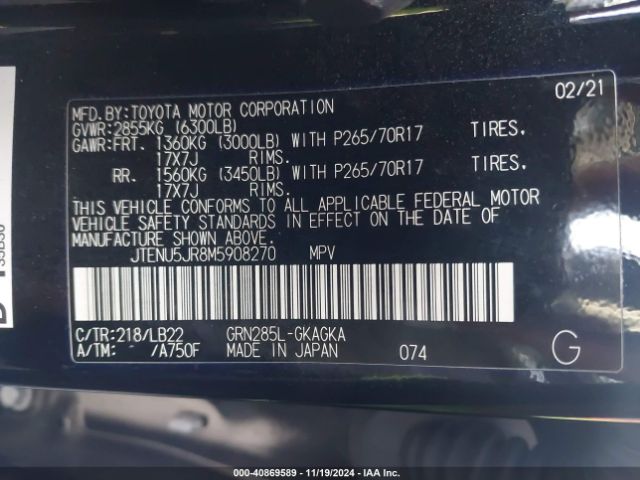 02/21
MFD.BY:TOYOTA MOTOR CORPORATION
GVWR:2855KG (6300LB)
GAWR:FRT. 1360KG (3000LB) WITH P265/70R17 TIRES,
17X7J RIMS.
RR. 1560KG (3450LB) WITH P265/70R17 TIRES,
17X7J RIMS.
THIS VEHICLE CONFORMS TO ALL APPLICABLE FEDERAL MOTOR
VEHICLE SAFETY STANDARDS IN EFFECT ON THE DATE OF
MANUFACTURE SHOWN ABOVE.
JTENU5JR8M5908270 MPV
C/TR:218/LB22 GRN285L-GKAGKA
A/TM: /A750F MADE IN JAPAN 074 G
000-40869589 - 11/19/2024 - IAAI.com